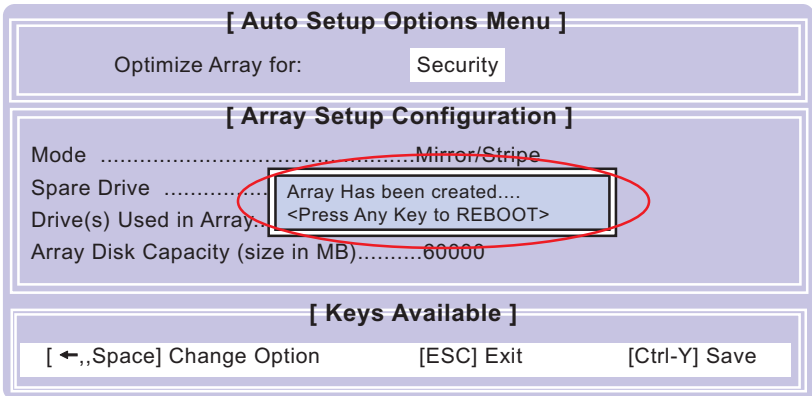 [ Auto Setup Options Menu ]
Optimize Array for: Security
[ Array Setup Configuration ]
Mode ................................................Mirror/Stripe
Spare Drive ................
Drive(s) Used in Array..
Array Has been created....
<Press Any Key to REBOOT>
Array Disk Capacity (size in MB)..........60000
[ Keys Available ]
[ ←,,Space] Change Option [ESC] Exit [Ctrl-Y] Save